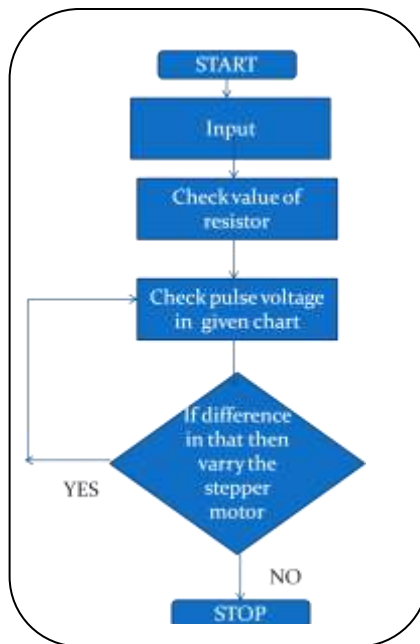 START
Input
Check value of
resistor
Check pulse voltage
in given chart
If difference
in that then
varry the
stepper
motor
YES
NO
STOP